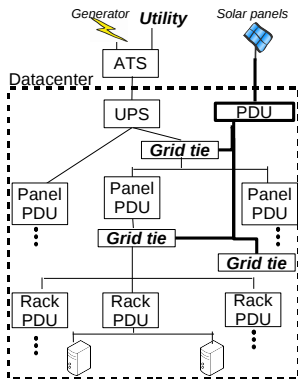 Generator
Utility
Solar panels
ATS
Datacenter
UPS
PDU
Grid tie
Panel
PDU
Panel
PDU
Panel
PDU
Grid tie
Grid tie
Rack
PDU
Rack
PDU
Rack
PDU